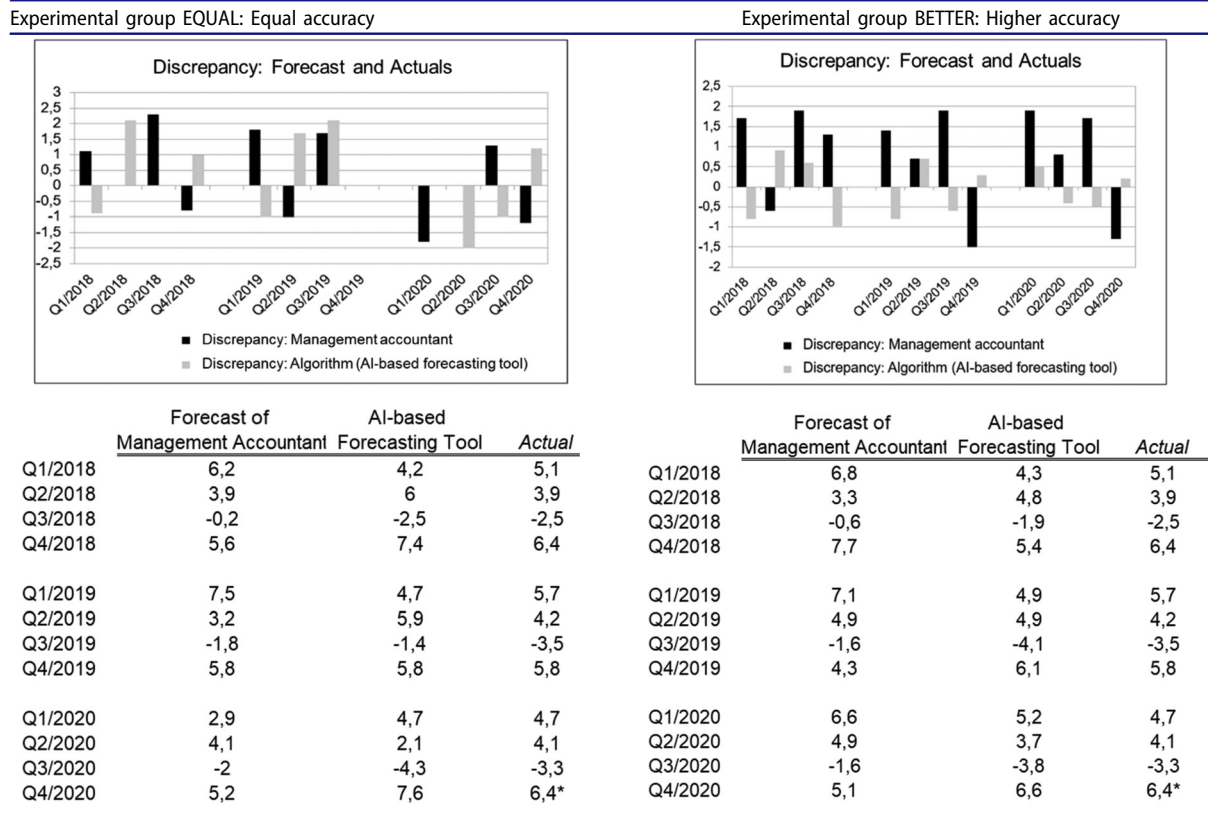 Experimental group EQUAL: Equal accuracy
Discrepancy: Forecast and Actuals
3
2,5
2
1,5
1
0,5
0
-0,5
-1
-1,5
-2
-2,5
Q1/2018 Q2/2018 Q3/2018 Q4/2018 Q1/2019 Q2/2019 Q3/2019 Q4/2019 Q1/2020 Q2/2020 Q3/2020 Q4/2020
Discrepancy: Management accountant
Discrepancy: Algorithm (AI-based forecasting tool)
Forecast of AI-based
Management Accountant Forecasting Tool Actual
Q1/2018 6,2 4,2 5,1
Q2/2018 3,9 6 3,9
Q3/2018 -0,2 -2,5 -2,5
Q4/2018 5,6 7,4 6,4
Q1/2019 7,5 4,7 5,7
Q2/2019 3,2 5,9 4,2
Q3/2019 -1,8 -1,4 -3,5
Q4/2019 5,8 5,8 5,8
Q1/2020 2,9 4,7 4,7
Q2/2020 4,1 2,1 4,1
Q3/2020 -2 -4,3 -3,3
Q4/2020 5,2 7,6 6,4*
Experimental group BETTER: Higher accuracy
Discrepancy: Forecast and Actuals
2,5
2
1,5
1
0,5
0
-0,5
-1
-1,5
-2
Q1/2018 Q2/2018 Q3/2018 Q4/2018 Q1/2019 Q2/2019 Q3/2019 Q4/2019 Q1/2020 Q2/2020 Q3/2020 Q4/2020
Discrepancy: Management accountant
Discrepancy: Algorithm (AI-based forecasting tool)
Forecast of AI-based
Management Accountant Forecasting Tool Actual
Q1/2018 6,8 4,3 5,1
Q2/2018 3,3 4,8 3,9
Q3/2018 -0,6 -1,9 -2,5
Q4/2018 7,7 5,4 6,4
Q1/2019 7,1 4,9 5,7
Q2/2019 4,9 4,9 4,2
Q3/2019 -1,6 -4,1 -3,5
Q4/2019 4,3 6,1 5,8
Q1/2020 6,6 5,2 4,7
Q2/2020 4,9 3,7 4,1
Q3/2020 -1,6 -3,8 -3,3
Q4/2020 5,1 6,6 6,4*